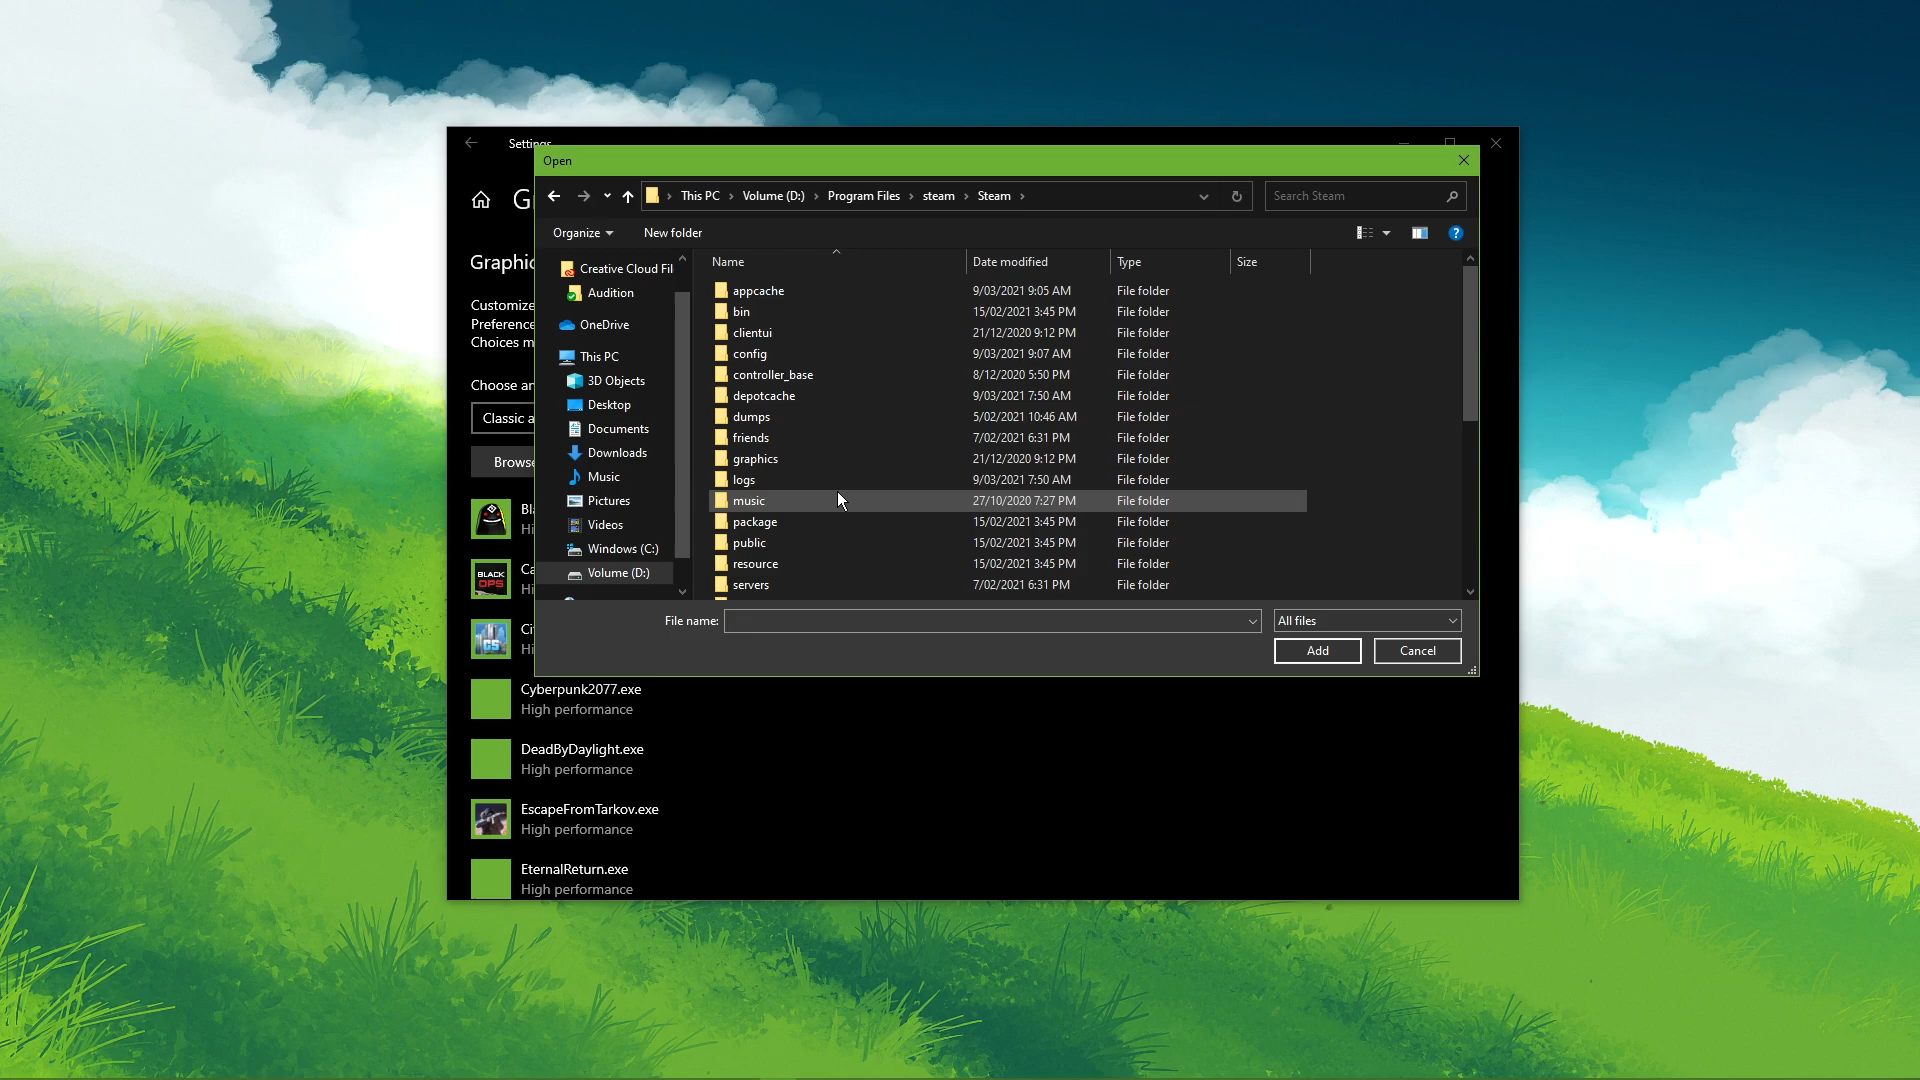 Settings
Open
This PC > Volume (D:) > Program Files > steam > Steam >
Search Steam
Organize
New folder
?
Graphic
Customize
Preference
Choices m
Choose an
Classic a
Browse
Creative Cloud Fil
Audition
OneDrive
This PC
3D Objects
Desktop
Documents
Downloads
Music
Pictures
Videos
Windows (C:)
Volume (D:)
Name Date modified Type Size
appcache 9/03/2021 9:05 AM File folder
bin 15/02/2021 3:45 PM File folder
clientui 21/12/2020 9:12 PM File folder
config 9/03/2021 9:07 AM File folder
controller_base 8/12/2020 5:50 PM File folder
depotcache 9/03/2021 7:50 AM File folder
dumps 5/02/2021 10:46 AM File folder
friends 7/02/2021 6:31 PM File folder
graphics 21/12/2020 9:12 PM File folder
logs 9/03/2021 7:50 AM File folder
music 27/10/2020 7:27 PM File folder
package 15/02/2021 3:45 PM File folder
public 15/02/2021 3:45 PM File folder
resource 15/02/2021 3:45 PM File folder
servers 7/02/2021 6:31 PM File folder
File name:
All files
Add
Cancel
BLACK
OPS
CS
Cyberpunk2077.exe
High performance
DeadByDaylight.exe
High performance
EscapeFromTarkov.exe
High performance
EternalReturn.exe
High performance